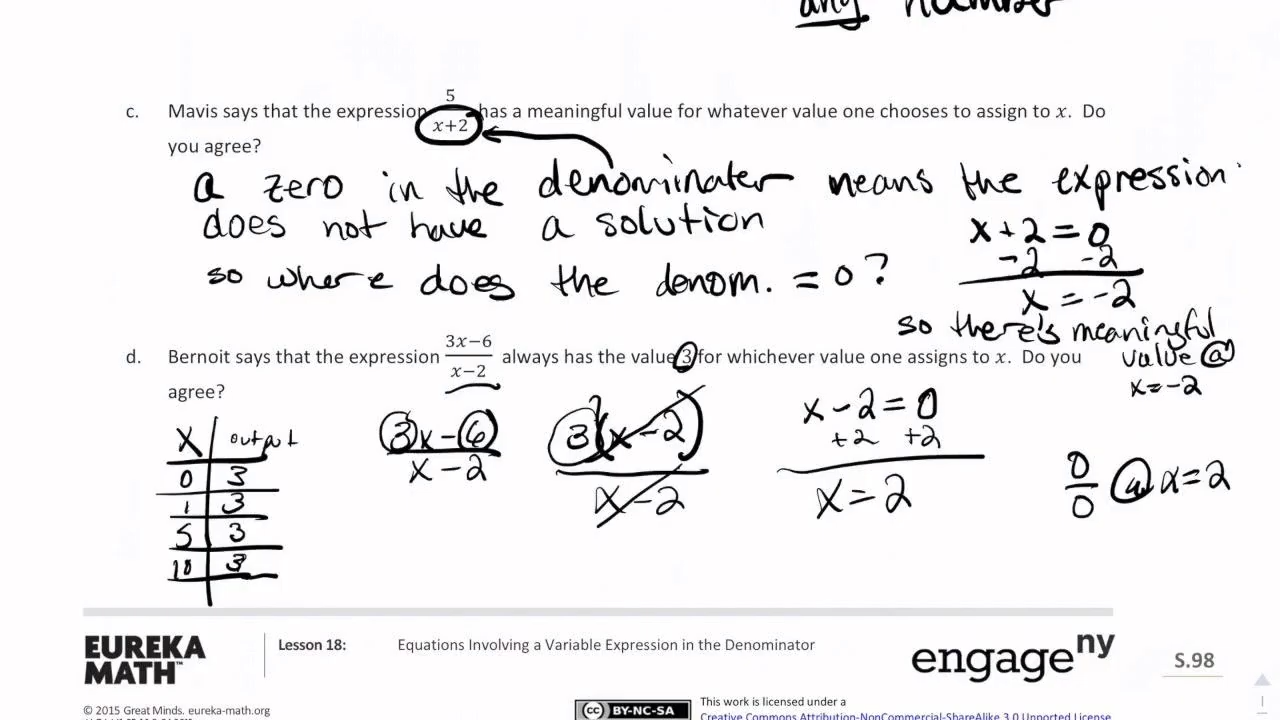 any number
c. Mavis says that the expression 5/x+2 has a meaningful value for whatever value one chooses to assign to x. Do
you agree?
a zero in the denominater means the expression
does not have a solution
x + 2 = 0
-2 -2
so where does the denom. = 0?
x = -2
so there's meaningful
value @
x = -2
d. Bernoit says that the expression 3x−6/x−2 always has the value 3 for whichever value one assigns to x. Do you
agree?
x output
0 3
1 3
5 3
10 3
3x - 6
x - 2
3(x - 2)
x - 2
x - 2 = 0
+2 +2
x = 2
0/0 @ x = 2
EUREKA
MATH™
Lesson 18: Equations Involving a Variable Expression in the Denominator
engage ny
S.98
© 2015 Great Minds. eureka-math.org
cc BY-NC-SA
This work is licensed under a
Creative Commons Attribution-NonCommercial-ShareAlike 3.0 Unported License